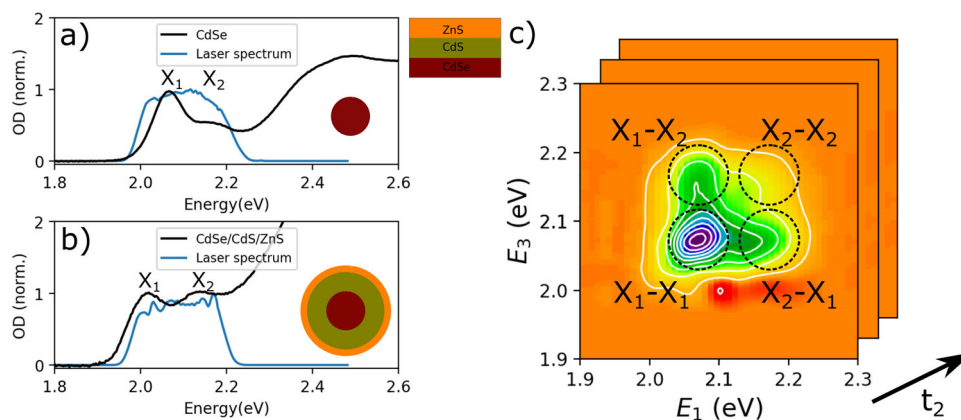 a)
OD (norm.)
2
1
0
CdSe
Laser spectrum
X₁
X₂
1.8 2.0 2.2 2.4 2.6
Energy(eV)
ZnS
CdS
CdSe
b)
OD (norm.)
2
1
0
CdSe/CdS/ZnS
Laser spectrum
X₁
X₂
1.8 2.0 2.2 2.4 2.6
Energy(eV)
c)
E₃ (eV)
2.3
2.2
2.1
2.0
1.9
X₁-X₂ X₂-X₂
X₁-X₁ X₂-X₁
1.9 2.0 2.1 2.2 2.3
E₁ (eV)
t₂